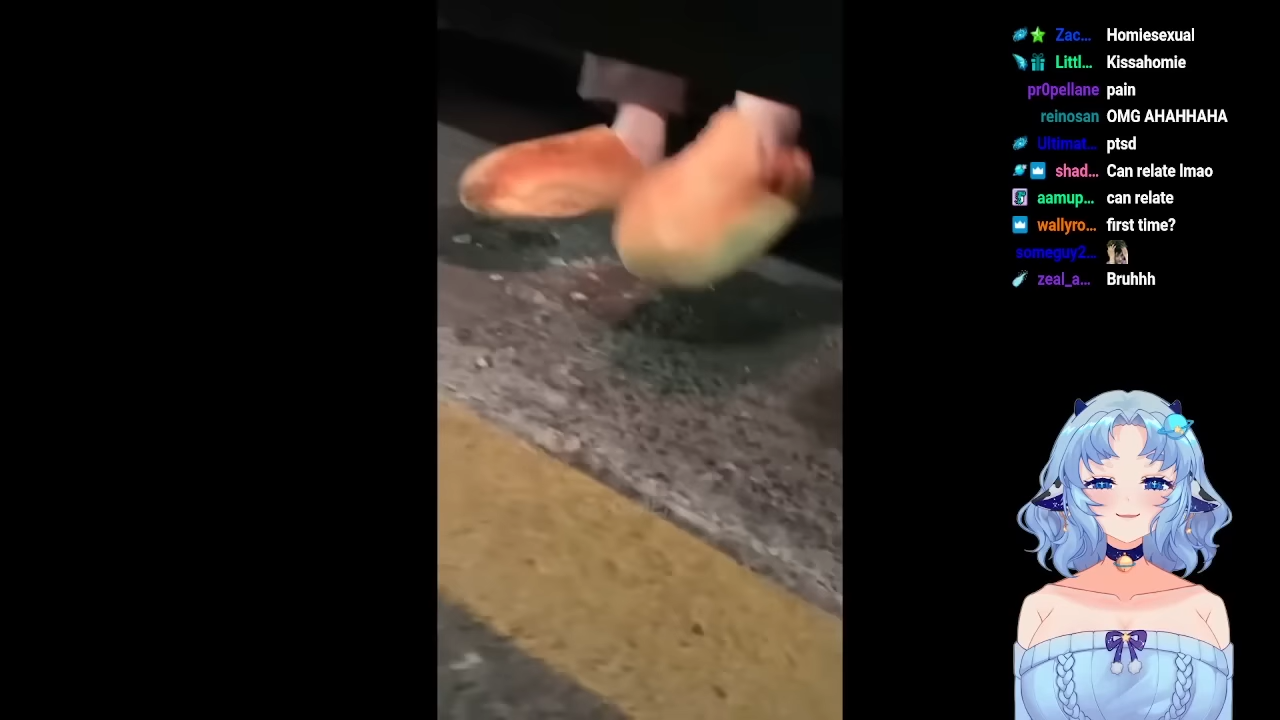 Zac... Homiesexual
Littl... Kissahomie
pr0pellane pain
reinosan OMG AHAHHAHA
Ultimat... ptsd
shad... Can relate lmao
aamup... can relate
wallyro... first time?
someguy2...
zeal_a... Bruhhh